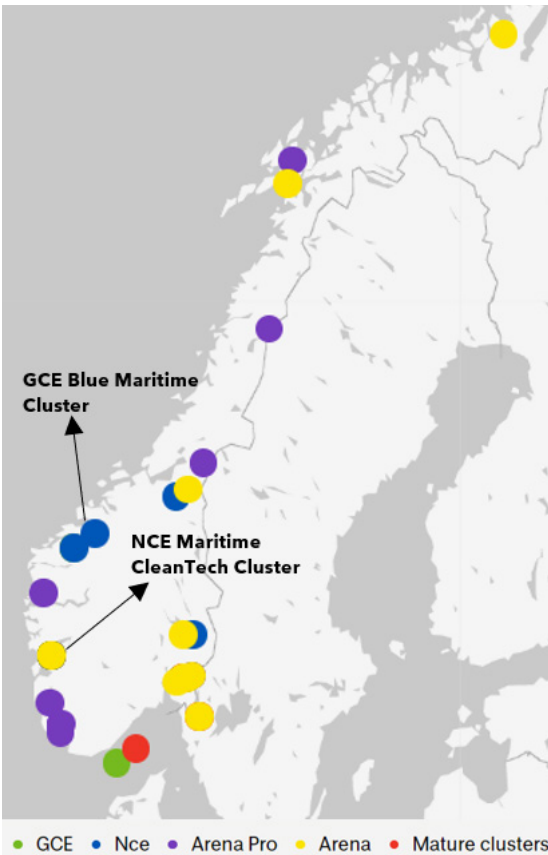 GCE Blue Maritime
Cluster
NCE Maritime
CleanTech Cluster
GCE Nce Arena Pro Arena Mature clusters